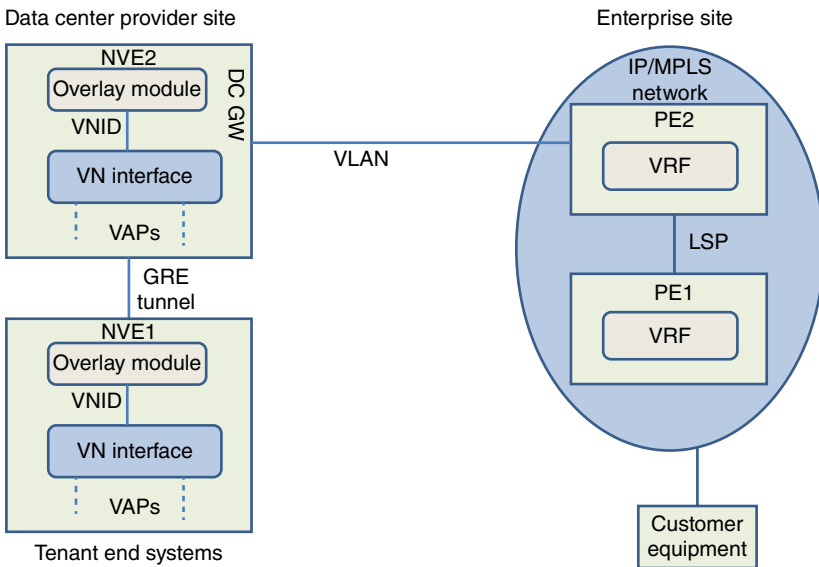 Data center provider site
NVE2
Overlay module
VNID
VN interface
VAPs
DC GW
GRE
tunnel
NVE1
Overlay module
VNID
VN interface
VAPs
Tenant end systems
VLAN
Enterprise site
IP/MPLS
network
PE2
VRF
LSP
PE1
VRF
Customer
equipment